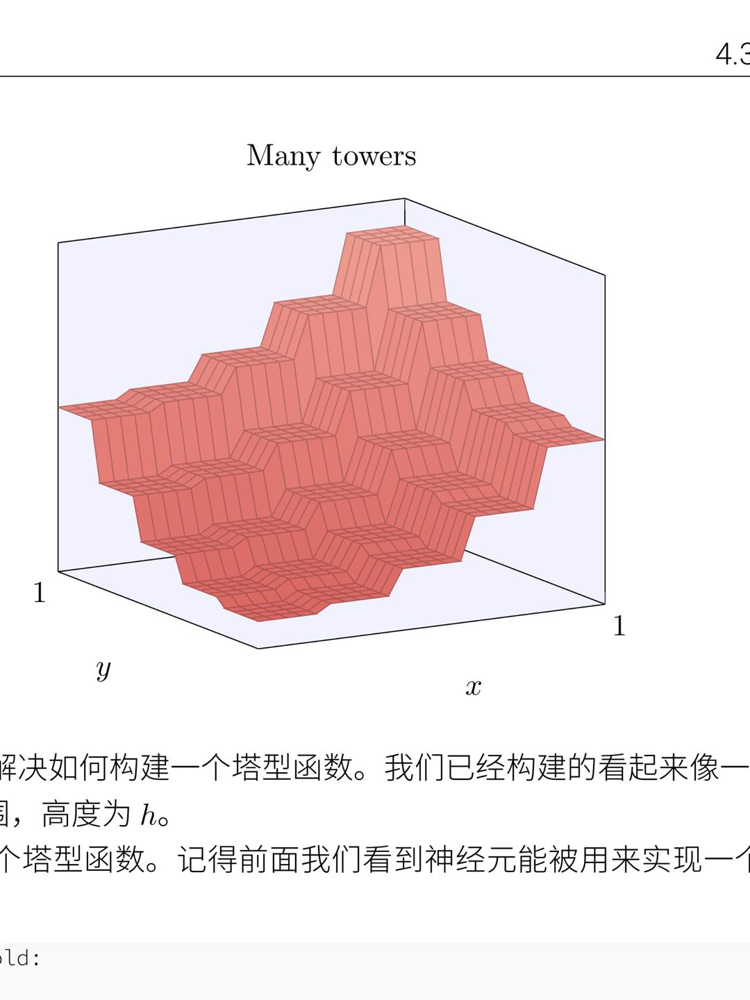 4.3
Many towers
1
1
y
x
解决如何构建一个塔型函数。我们已经构建的看起来像一
围，高度为 h。
个塔型函数。记得前面我们看到神经元能被用来实现一个
old: